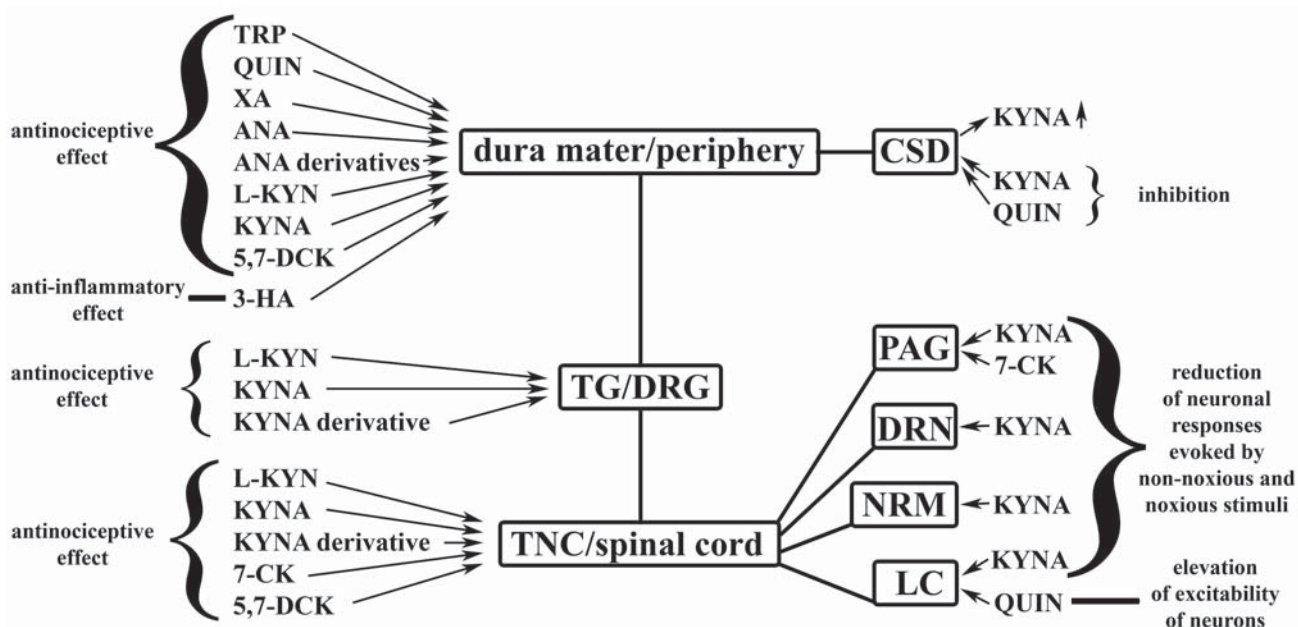 TRP
QUIN
XA
antinociceptive
effect
ANA
ANA derivatives
L-KYN
KYNA
5,7-DCK
anti-inflammatory
effect
3-HA
dura mater/periphery
CSD
KYNA
KYNA
QUIN
inhibition
antinociceptive
effect
L-KYN
KYNA
KYNA derivative
TG/DRG
antinociceptive
effect
L-KYN
KYNA
KYNA derivative
7-CK
5,7-DCK
TNC/spinal cord
PAG
KYNA
7-CK
DRN
KYNA
NRM
KYNA
LC
KYNA
QUIN
reduction
of neuronal
responses
evoked by
non-noxious and
noxious stimuli
elevation
of excitability
of neurons